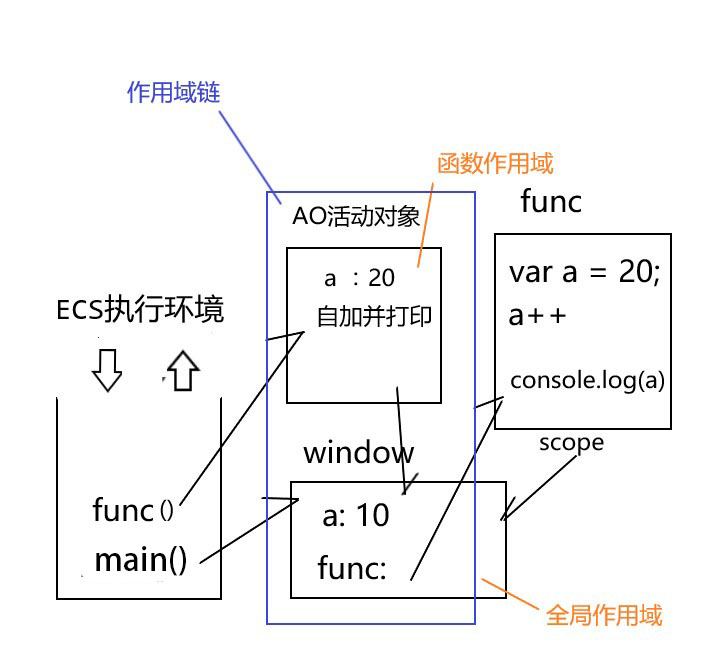 作用域链
函数作用域
AO活动对象
func
a ：20
自加并打印
var a = 20;
a++
console.log(a)
ECS执行环境
scope
window
a: 10
func:
func()
main()
全局作用域